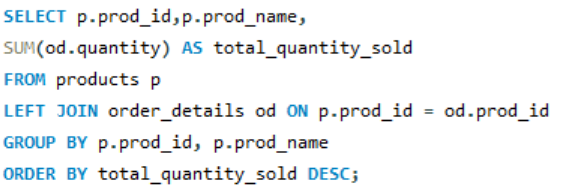 SELECT p.prod_id,p.prod_name,
SUM(od.quantity) AS total_quantity_sold
FROM products p
LEFT JOIN order_details od ON p.prod_id = od.prod_id
GROUP BY p.prod_id, p.prod_name
ORDER BY total_quantity_sold DESC;